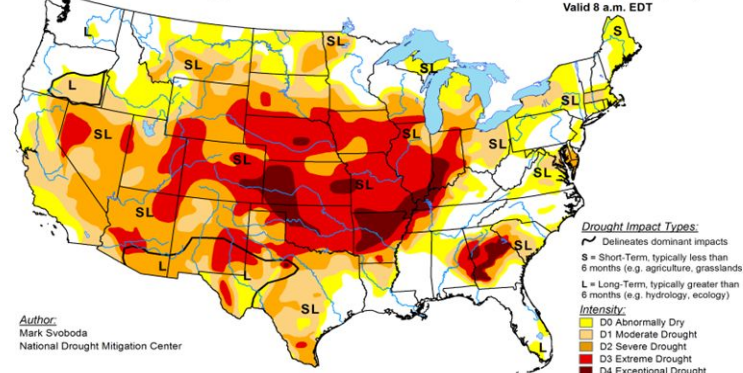 Valid 8 a.m. EDT
L
SL
SL
SL
S
L
SL
SL
SL
SL
SL
SL
SL
SL
SL
L
L
SL
L
Drought Impact Types:
Delineates dominant impacts
S = Short-Term, typically less than
6 months (e.g. agriculture, grasslands
L = Long-Term, typically greater than
6 months (e.g. hydrology, ecology)
Intensity:
D0 Abnormally Dry
D1 Moderate Drought
D2 Severe Drought
D3 Extreme Drought
D4 Exceptional Drought
Author:
Mark Svoboda
National Drought Mitigation Center